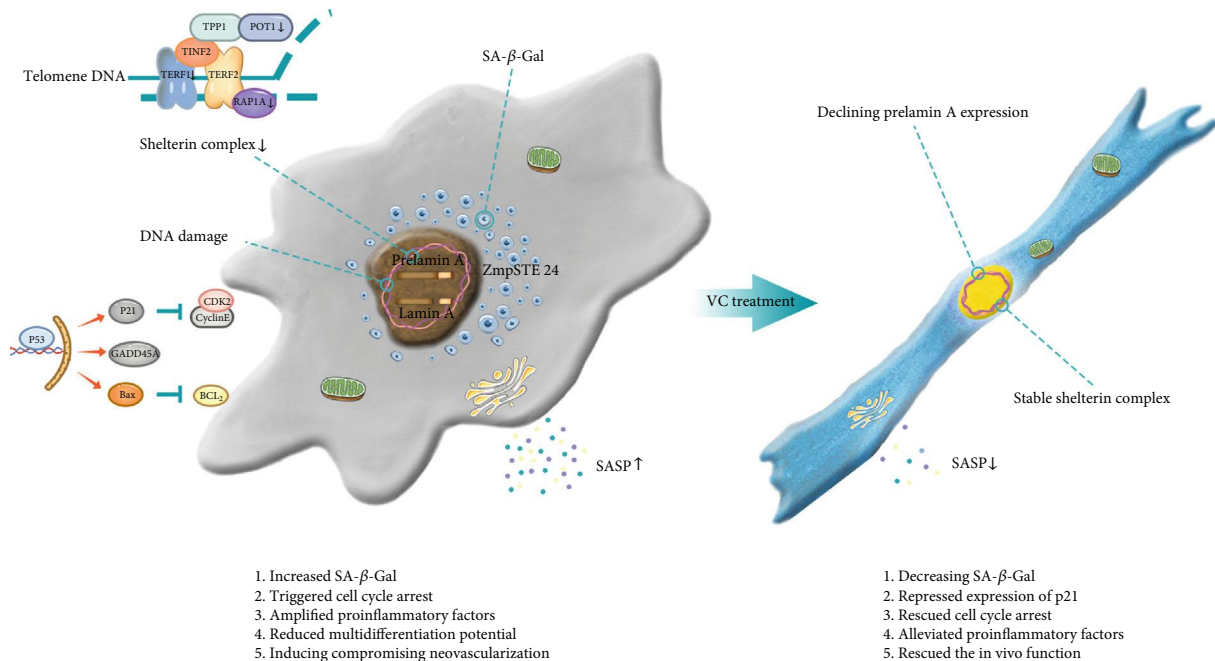 TPP1
POT1↓
TINF2
Telomene DNA
TERF1↓
TERF2
RAP1A↓
SA-β-Gal
Shelterin complex↓
DNA damage
Prelamin A
ZmpSTE 24
Lamin A
P53
P21
CDK2
CyclinE
GADD45A
Bax
BCL₂
SASP↑
VC treatment
Declining prelamin A expression
Stable shelterin complex
SASP↓
1. Increased SA-β-Gal
2. Triggered cell cycle arrest
3. Amplified proinflammatory factors
4. Reduced multidifferentiation potential
5. Inducing compromising neovascularization
1. Decreasing SA-β-Gal
2. Repressed expression of p21
3. Rescued cell cycle arrest
4. Alleviated proinflammatory factors
5. Rescued the in vivo function